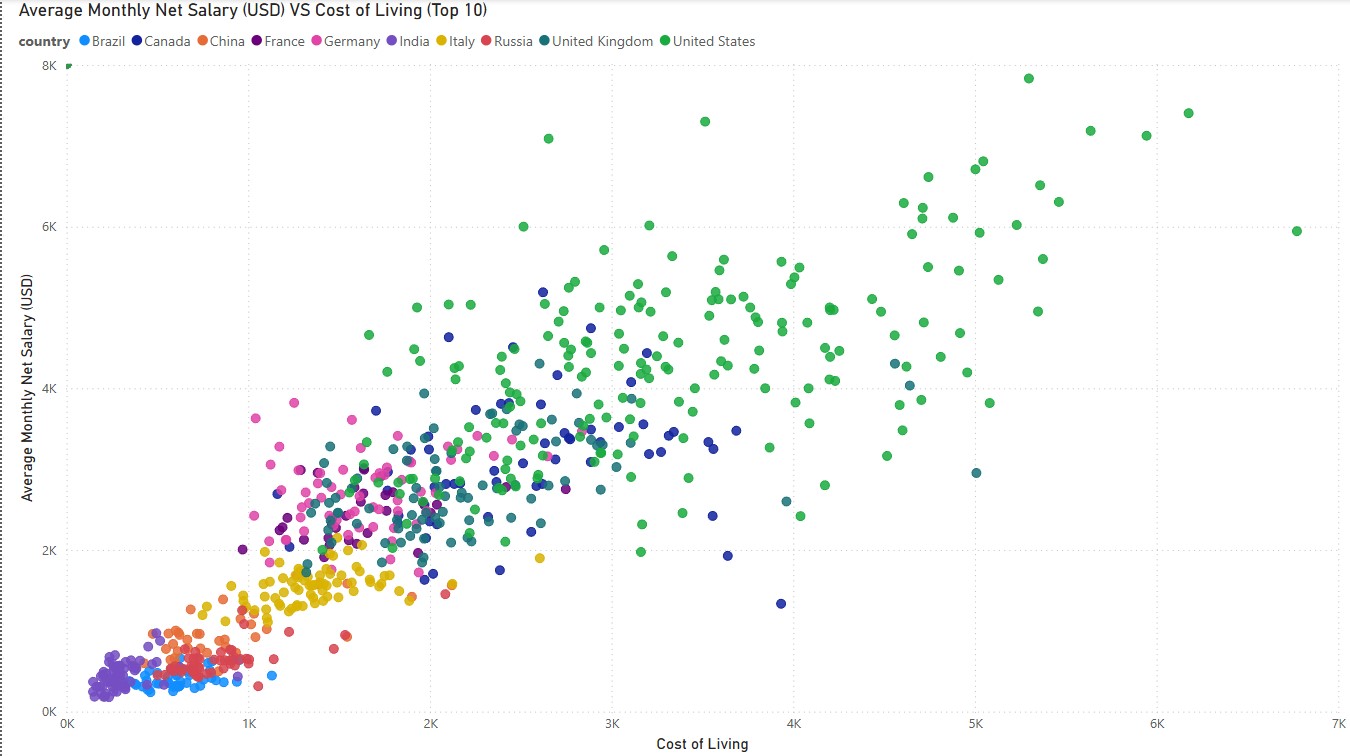 Average Monthly Net Salary (USD) VS Cost of Living (Top 10)
country Brazil Canada China France Germany India Italy Russia United Kingdom United States
Average Monthly Net Salary (USD)
8K
6K
4K
2K
0K
0K 1K 2K 3K 4K 5K 6K 7K
Cost of Living